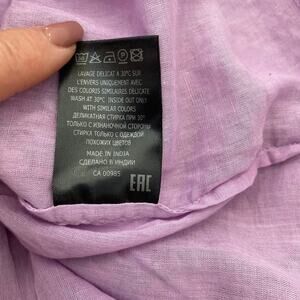 LAVAGE DELICAT A 30°C SUR
L'ENVERS UNIQUEMENT AVEC
DES COLORIS SIMILAIRES DELICATE
WASH AT 30°C INSIDE OUT ONLY
WITH SIMILAR COLORS
ДЕЛИКАТНАЯ СТИРКА ПРИ 30°
ТОЛЬКО С ИЗНАНОЧНОЙ СТОРОНЫ
СТИРКА ТОЛЬКО С ОДЕЖДОЙ
ПОХОЖИХ ЦВЕТОВ
MADE IN INDIA
СДЕЛАНО В ИНДИИ
CA 00985
EAC